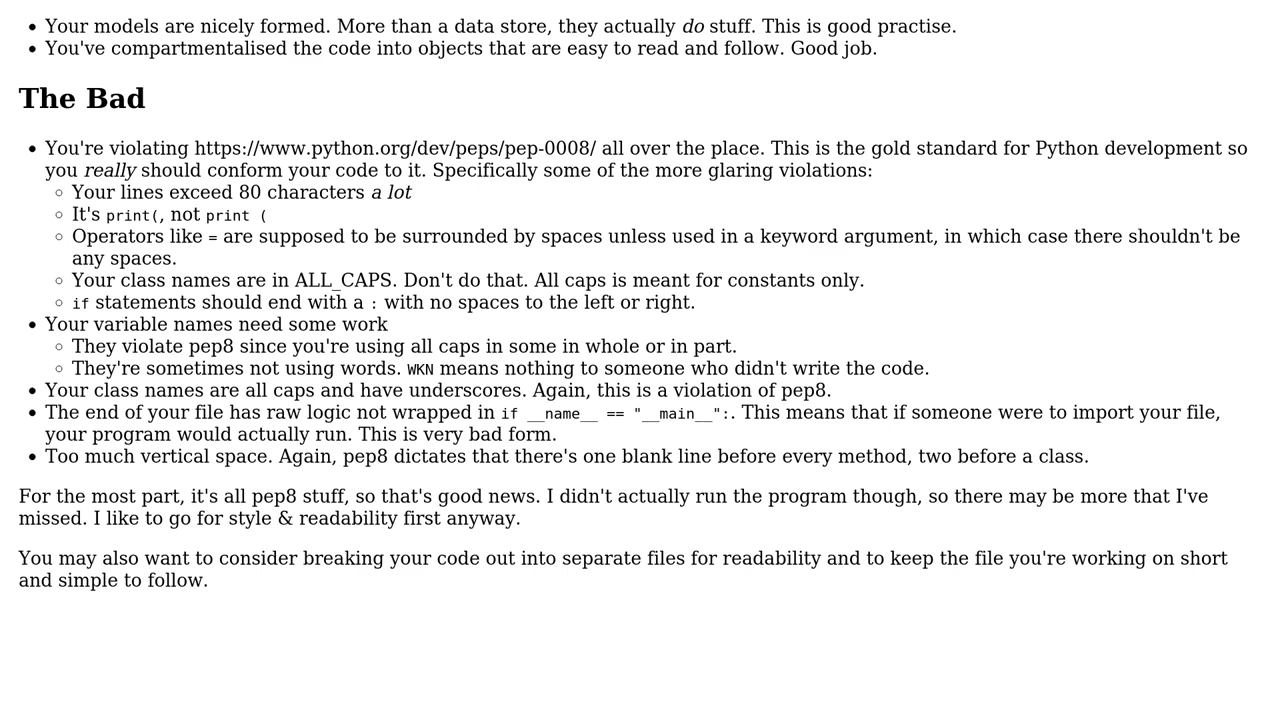 Your models are nicely formed. More than a data store, they actually do stuff. This is good practise.
You've compartmentalised the code into objects that are easy to read and follow. Good job.
The Bad
You're violating https://www.python.org/dev/peps/pep-0008/ all over the place. This is the gold standard for Python development so
you really should conform your code to it. Specifically some of the more glaring violations:
Your lines exceed 80 characters a lot
It's print(, not print (
Operators like = are supposed to be surrounded by spaces unless used in a keyword argument, in which case there shouldn't be
any spaces.
Your class names are in ALL_CAPS. Don't do that. All caps is meant for constants only.
if statements should end with a : with no spaces to the left or right.
Your variable names need some work
They violate pep8 since you're using all caps in some in whole or in part.
They're sometimes not using words. WKN means nothing to someone who didn't write the code.
Your class names are all caps and have underscores. Again, this is a violation of pep8.
The end of your file has raw logic not wrapped in if __name__ == "__main__":. This means that if someone were to import your file,
your program would actually run. This is very bad form.
Too much vertical space. Again, pep8 dictates that there's one blank line before every method, two before a class.
For the most part, it's all pep8 stuff, so that's good news. I didn't actually run the program though, so there may be more that I've
missed. I like to go for style & readability first anyway.
You may also want to consider breaking your code out into separate files for readability and to keep the file you're working on short
and simple to follow.